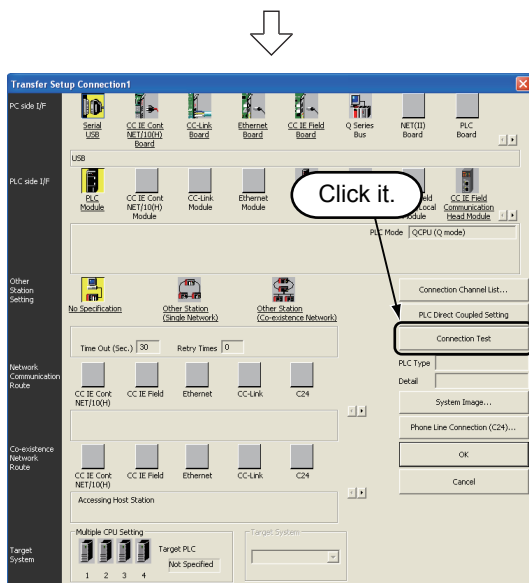 Transfer Setup Connection1
PC side I/F
Serial
USB
CC IE Cont
NET/10(H)
Board
CC-Link
Board
Ethernet
Board
CC IE Field
Board
Q Series
Bus
NET(II)
Board
PLC
Board
USB
PLC side I/F
PLC
Module
CC IE Cont
NET/10(H)
Module
CC-Link
Module
Ethernet
Module
CC IE Field
Communication
Head Module
Click it.
PLC Mode QCPU (Q mode)
Other
Station
Setting
No Specification
Other Station
(Single Network)
Other Station
(Co-existence Network)
Time Out (Sec.) 30 Retry Times 0
Connection Channel List...
PLC Direct Coupled Setting
Connection Test
PLC Type
Detail
System Image...
Phone Line Connection (C24)...
OK
Cancel
Network
Communication
Route
CC IE Cont
NET/10(H)
CC IE Field
Ethernet
CC-Link
C24
Co-existence
Network
Route
CC IE Cont
NET/10(H)
CC IE Field
Ethernet
CC-Link
C24
Accessing Host Station
Target
System
Multiple CPU Setting
1 2 3 4
Target PLC
Not Specified
Target System